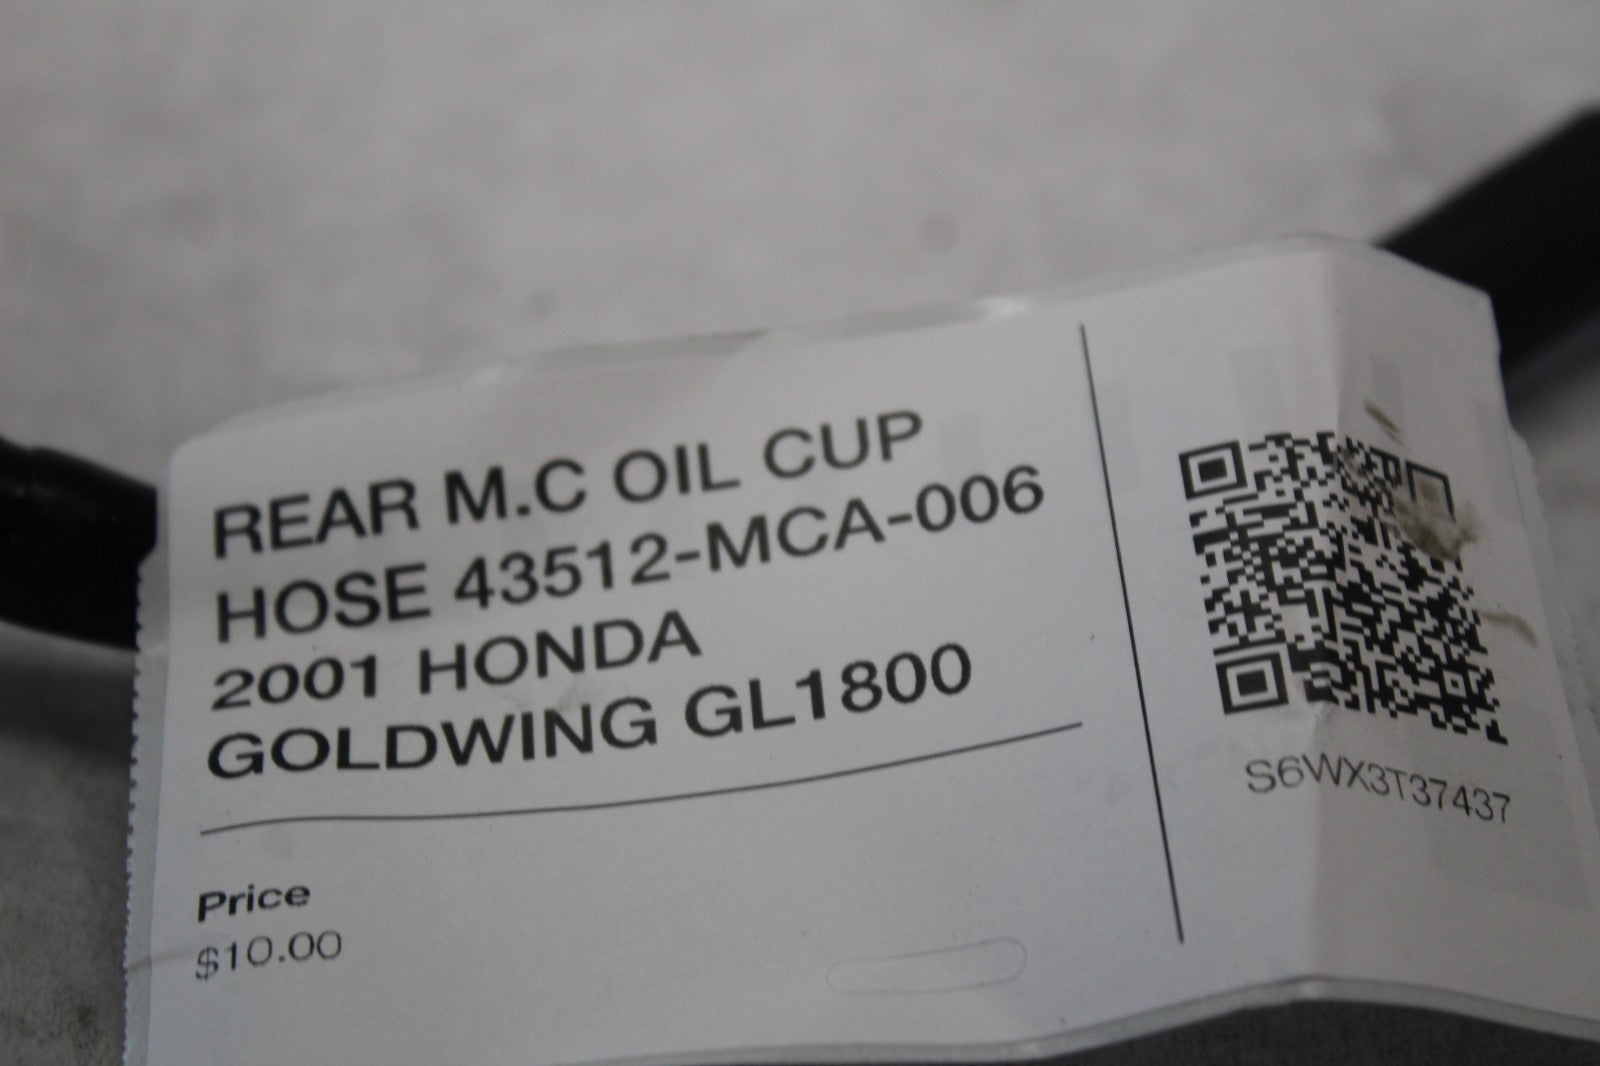 REAR M.C OIL CUP
HOSE 43512-MCA-006
2001 HONDA
GOLDWING GL1800
Price
$10.00
S6WX3T37437